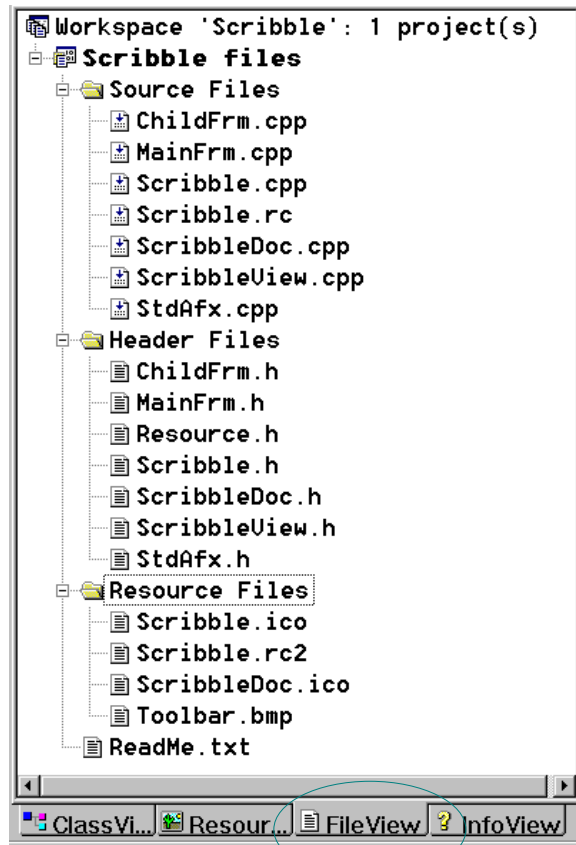 Workspace 'Scribble': 1 project(s)
Scribble files
Source Files
ChildFrm.cpp
MainFrm.cpp
Scribble.cpp
Scribble.rc
ScribbleDoc.cpp
ScribbleView.cpp
StdAfx.cpp
Header Files
ChildFrm.h
MainFrm.h
Resource.h
Scribble.h
ScribbleDoc.h
ScribbleView.h
StdAfx.h
Resource Files
Scribble.ico
Scribble.rc2
ScribbleDoc.ico
Toolbar.bmp
ReadMe.txt
ClassVi... Resour... FileView InfoView